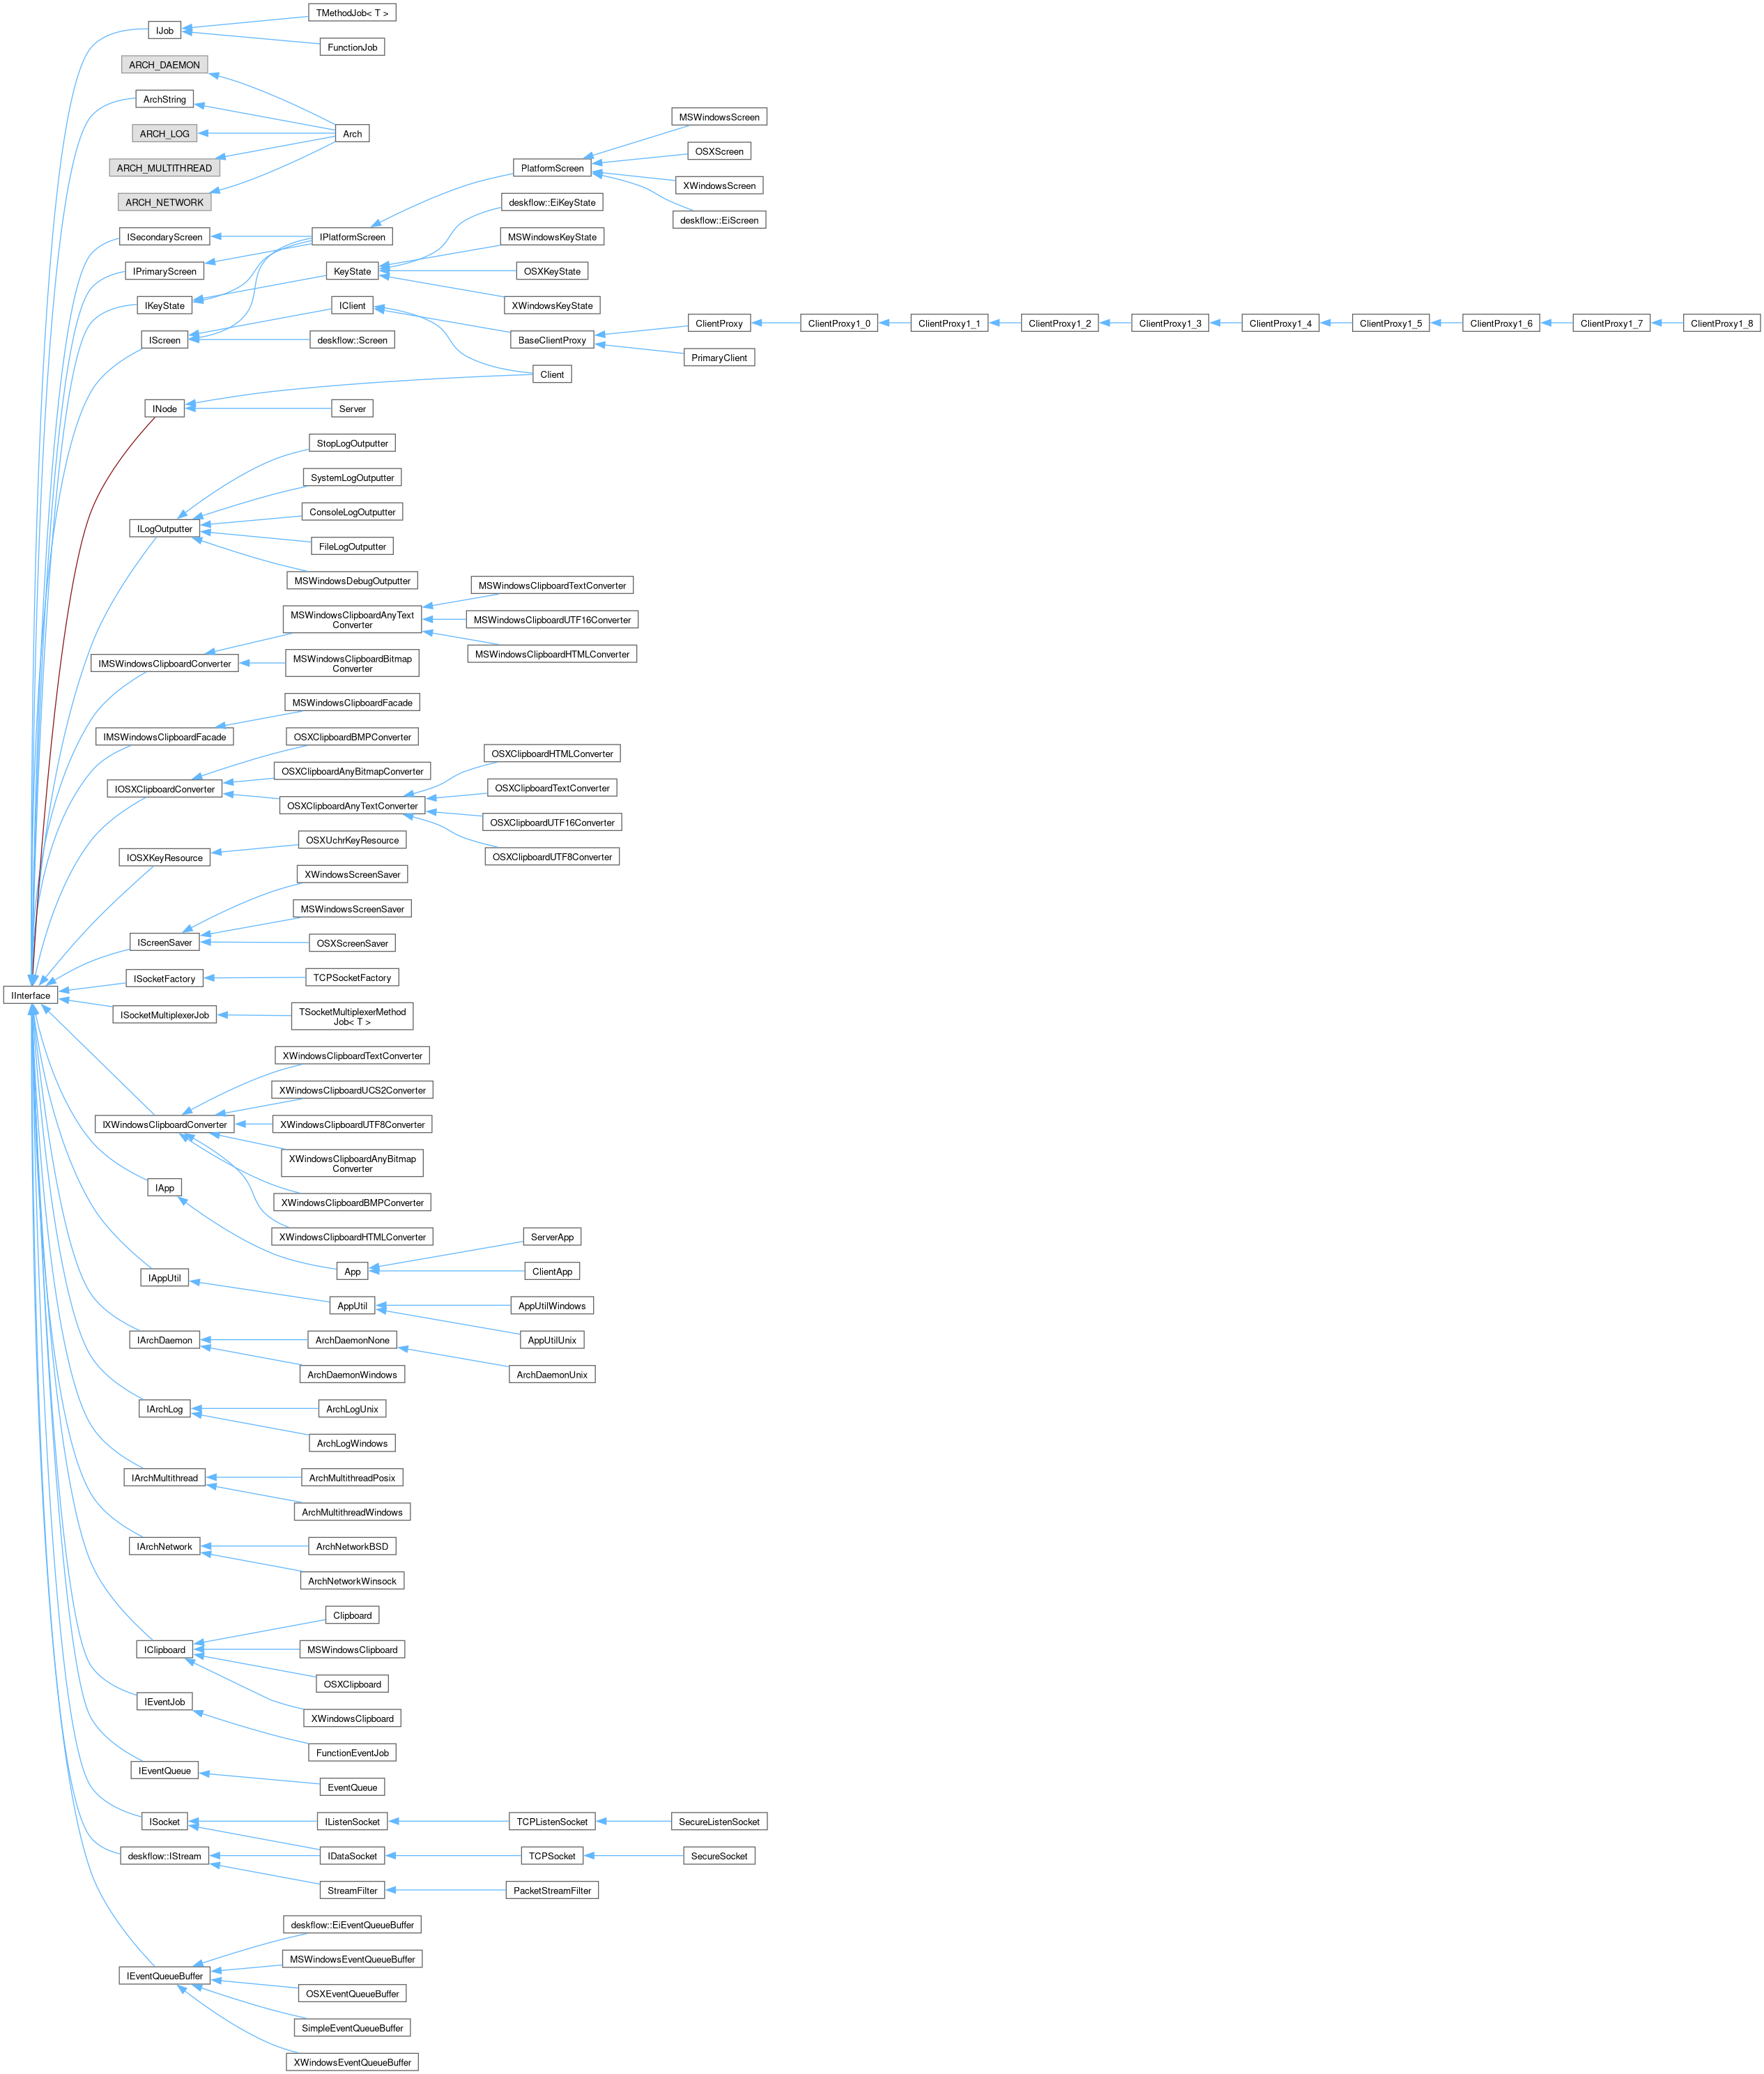 TMethodJob< T >
IJob
FunctionJob
ARCH_DAEMON
ArchString
ARCH_LOG
Arch
ARCH_MULTITHREAD
ARCH_NETWORK
MSWindowsScreen
OSXScreen
PlatformScreen
XWindowsScreen
deskflow::EiScreen
deskflow::EiKeyState
ISecondaryScreen
IPlatformScreen
MSWindowsKeyState
IPrimaryScreen
KeyState
OSXKeyState
IKeyState
IClient
XWindowsKeyState
ClientProxy
ClientProxy1_0
ClientProxy1_1
ClientProxy1_2
ClientProxy1_3
ClientProxy1_4
ClientProxy1_5
ClientProxy1_6
ClientProxy1_7
ClientProxy1_8
IScreen
deskflow::Screen
BaseClientProxy
PrimaryClient
Client
INode
Server
StopLogOutputter
SystemLogOutputter
ConsoleLogOutputter
ILogOutputter
FileLogOutputter
MSWindowsDebugOutputter
MSWindowsClipboardTextConverter
MSWindowsClipboardAnyText
Converter
MSWindowsClipboardUTF16Converter
MSWindowsClipboardHTMLConverter
IMSWindowsClipboardConverter
MSWindowsClipboardBitmap
Converter
MSWindowsClipboardFacade
IMSWindowsClipboardFacade
OSXClipboardBMPConverter
OSXClipboardHTMLConverter
OSXClipboardAnyBitmapConverter
IOSXClipboardConverter
OSXClipboardTextConverter
OSXClipboardAnyTextConverter
OSXClipboardUTF16Converter
OSXClipboardUTF8Converter
OSXUchrKeyResource
IOSXKeyResource
XWindowsScreenSaver
MSWindowsScreenSaver
IScreenSaver
OSXScreenSaver
ISocketFactory
TCPSocketFactory
IInterface
ISocketMultiplexerJob
TSocketMultiplexerMethod
Job< T >
XWindowsClipboardTextConverter
XWindowsClipboardUCS2Converter
IXWindowsClipboardConverter
XWindowsClipboardUTF8Converter
XWindowsClipboardAnyBitmap
Converter
IApp
XWindowsClipboardBMPConverter
XWindowsClipboardHTMLConverter
ServerApp
App
ClientApp
IAppUtil
AppUtil
AppUtilWindows
AppUtilUnix
IArchDaemon
ArchDaemonNone
ArchDaemonWindows
ArchDaemonUnix
IArchLog
ArchLogUnix
ArchLogWindows
IArchMultithread
ArchMultithreadPosix
ArchMultithreadWindows
IArchNetwork
ArchNetworkBSD
ArchNetworkWinsock
Clipboard
IClipboard
MSWindowsClipboard
OSXClipboard
IEventJob
XWindowsClipboard
FunctionEventJob
IEventQueue
EventQueue
ISocket
IListenSocket
TCPListenSocket
SecureListenSocket
deskflow::IStream
IDataSocket
TCPSocket
SecureSocket
StreamFilter
PacketStreamFilter
deskflow::EiEventQueueBuffer
MSWindowsEventQueueBuffer
IEventQueueBuffer
OSXEventQueueBuffer
SimpleEventQueueBuffer
XWindowsEventQueueBuffer